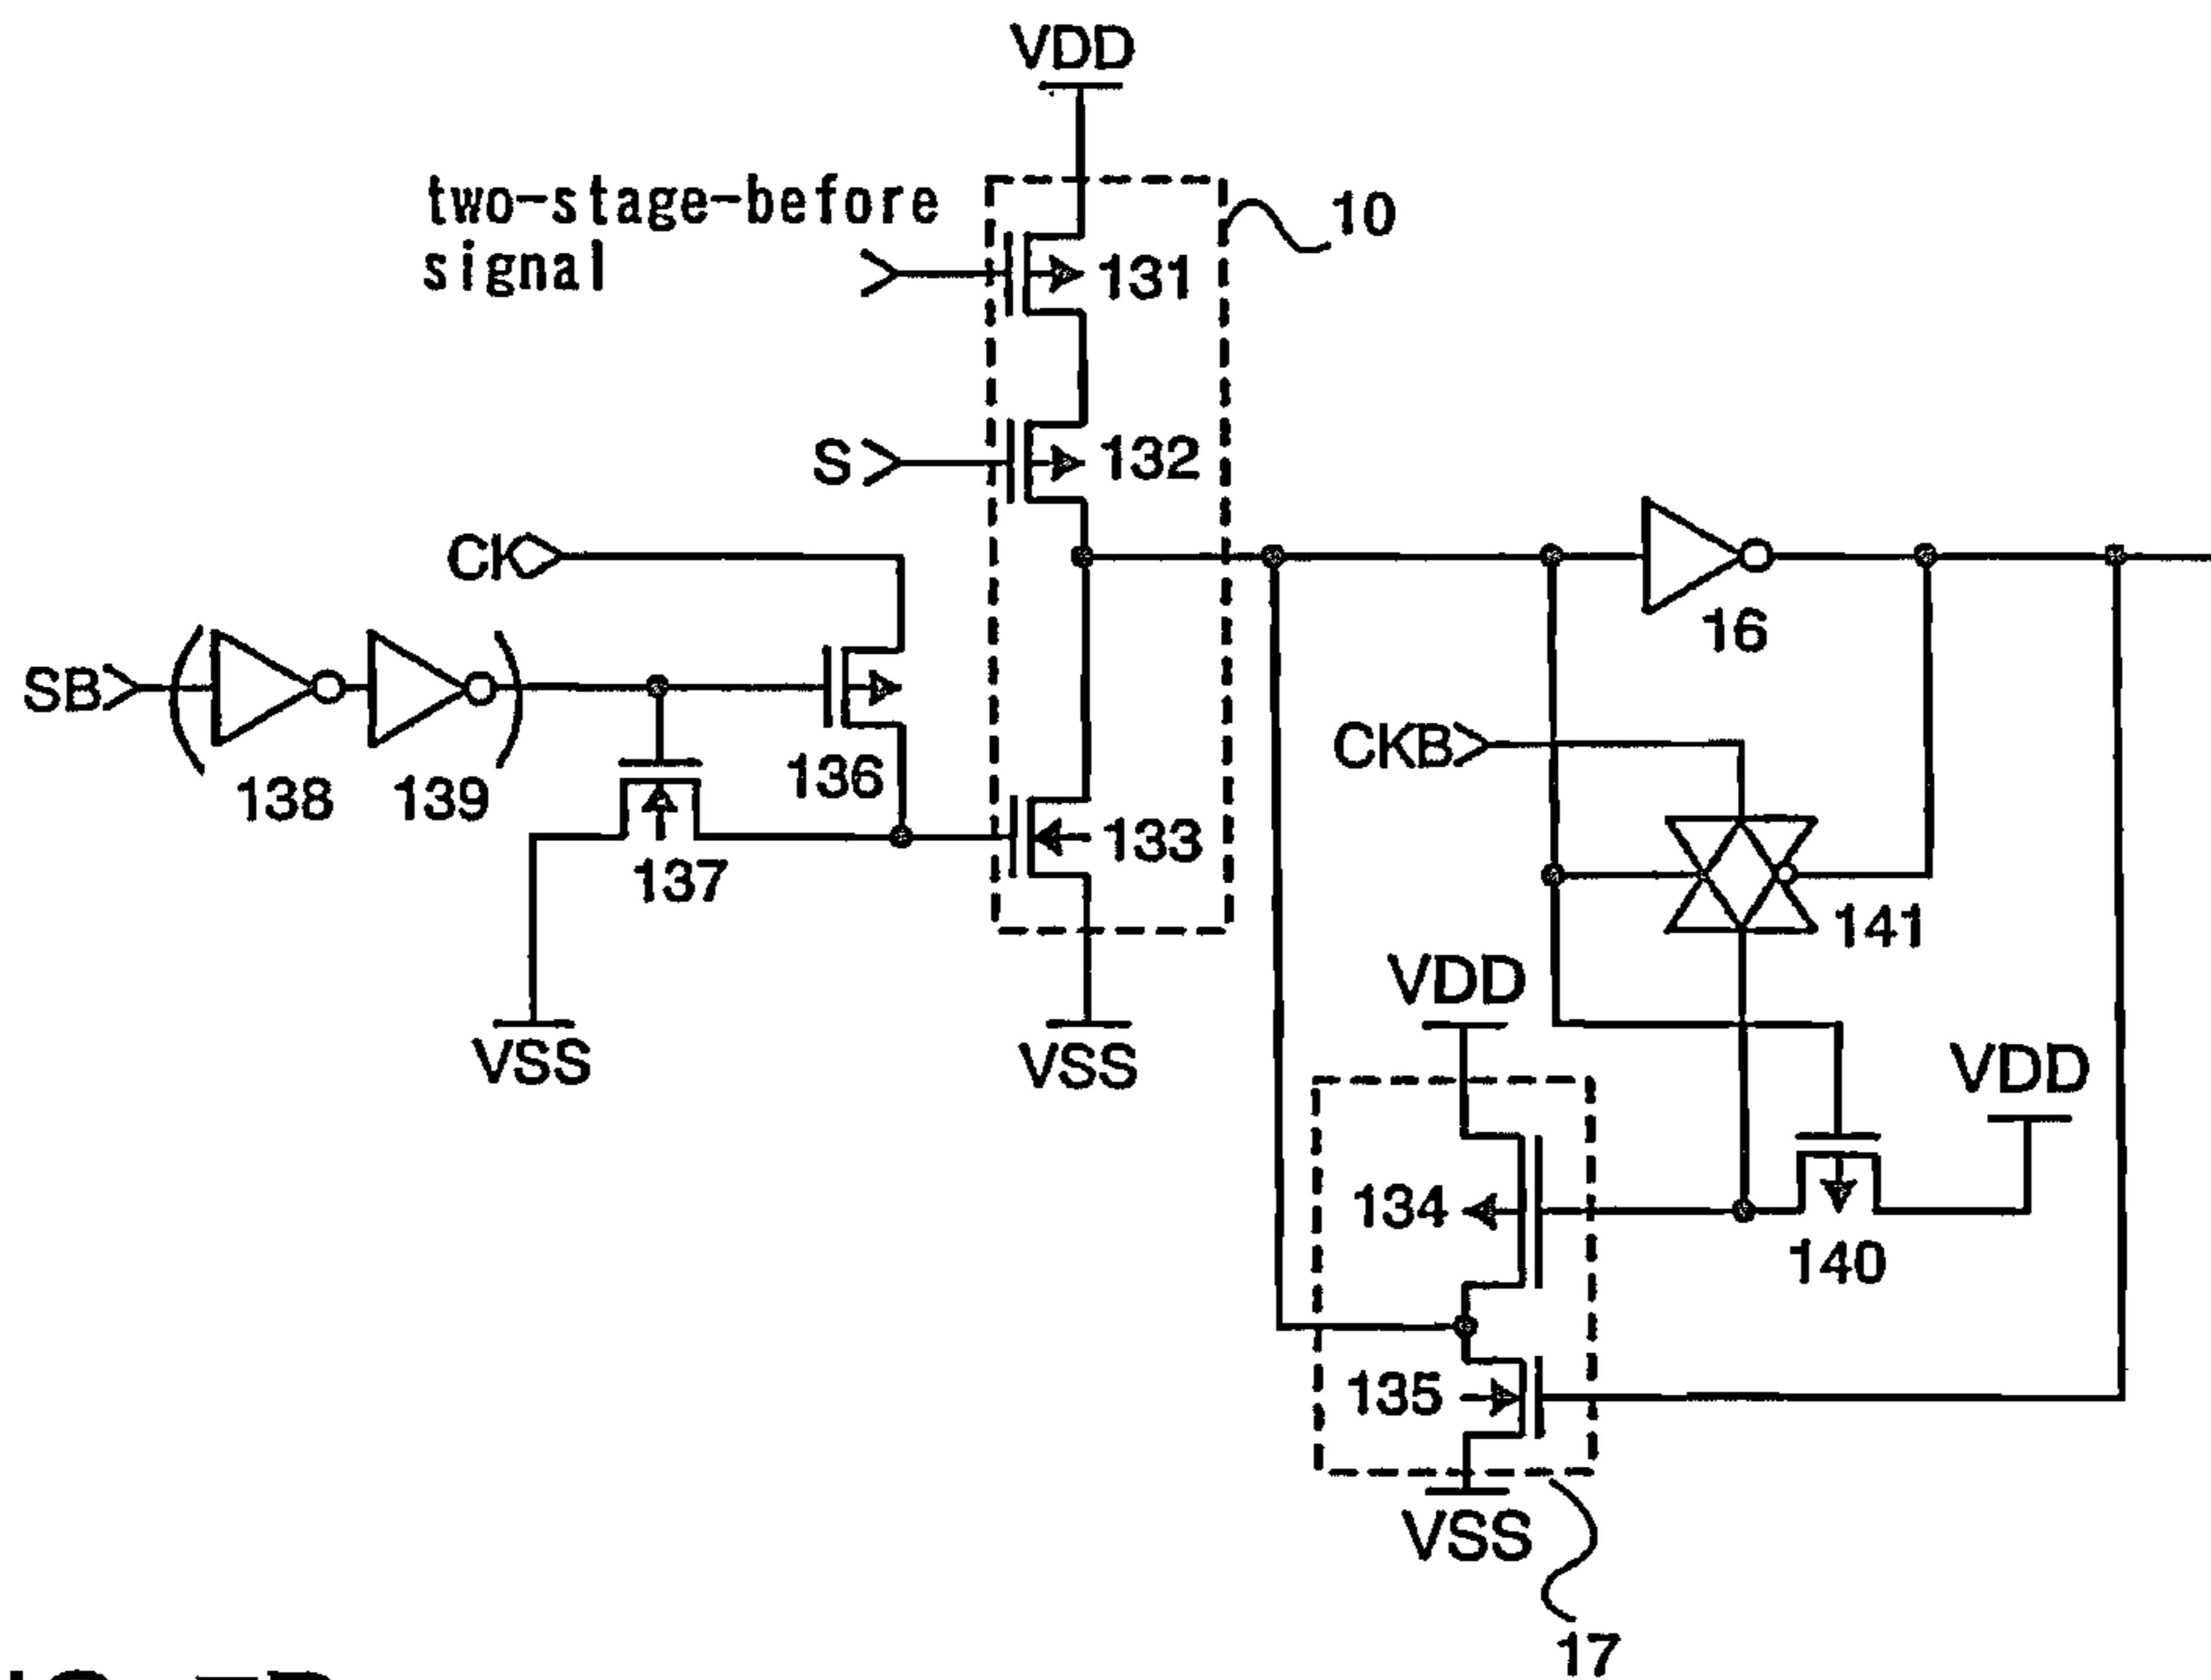 VDD
two-stage-before
signal
10
131
S
132
CK
16
SB
138
139
136
CKB
137
133
141
VDD
VSS
VSS
VDD
134
140
135
VSS
17